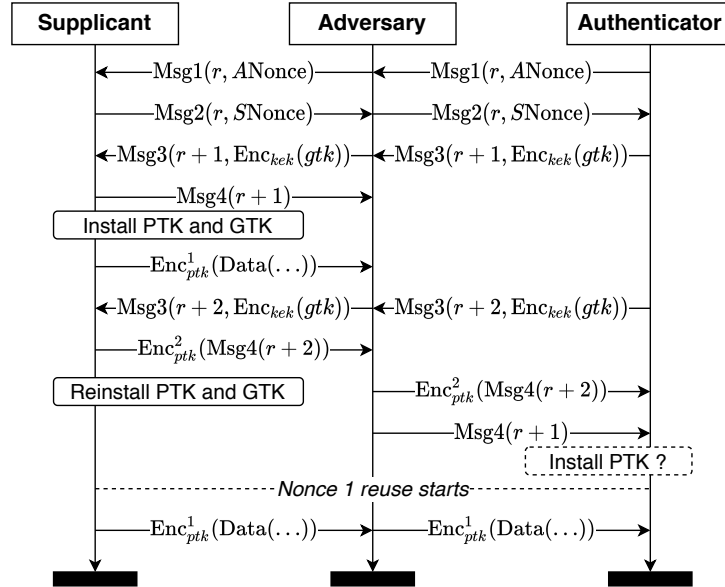 Supplicant Adversary Authenticator
Msg1(r, ANonce) Msg1(r, ANonce)
Msg2(r, SNonce) Msg2(r, SNonce)
Msg3(r + 1, Enc_kek(gtk)) Msg3(r + 1, Enc_kek(gtk))
Msg4(r + 1)
Install PTK and GTK
Enc^1_ptk(Data(...))
Msg3(r + 2, Enc_kek(gtk)) Msg3(r + 2, Enc_kek(gtk))
Enc^2_ptk(Msg4(r + 2))
Reinstall PTK and GTK Enc^2_ptk(Msg4(r + 2))
Msg4(r + 1)
Install PTK ?
Nonce 1 reuse starts
Enc^1_ptk(Data(...)) Enc^1_ptk(Data(...))